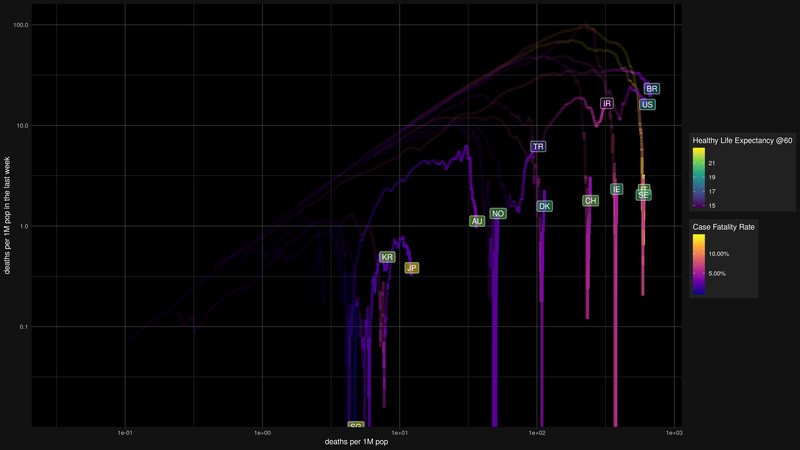 100.0
10.0
1.0
0.1
deaths per 1M pop in the last week
BR
US
IR
TR
IE
SE
CH
DK
NO
AU
KR
JP
SG
1e-01
1e+00
1e+01
1e+02
1e+03
deaths per 1M pop
Healthy Life Expectancy @60
21
19
17
15
Case Fatality Rate
10.00%
5.00%